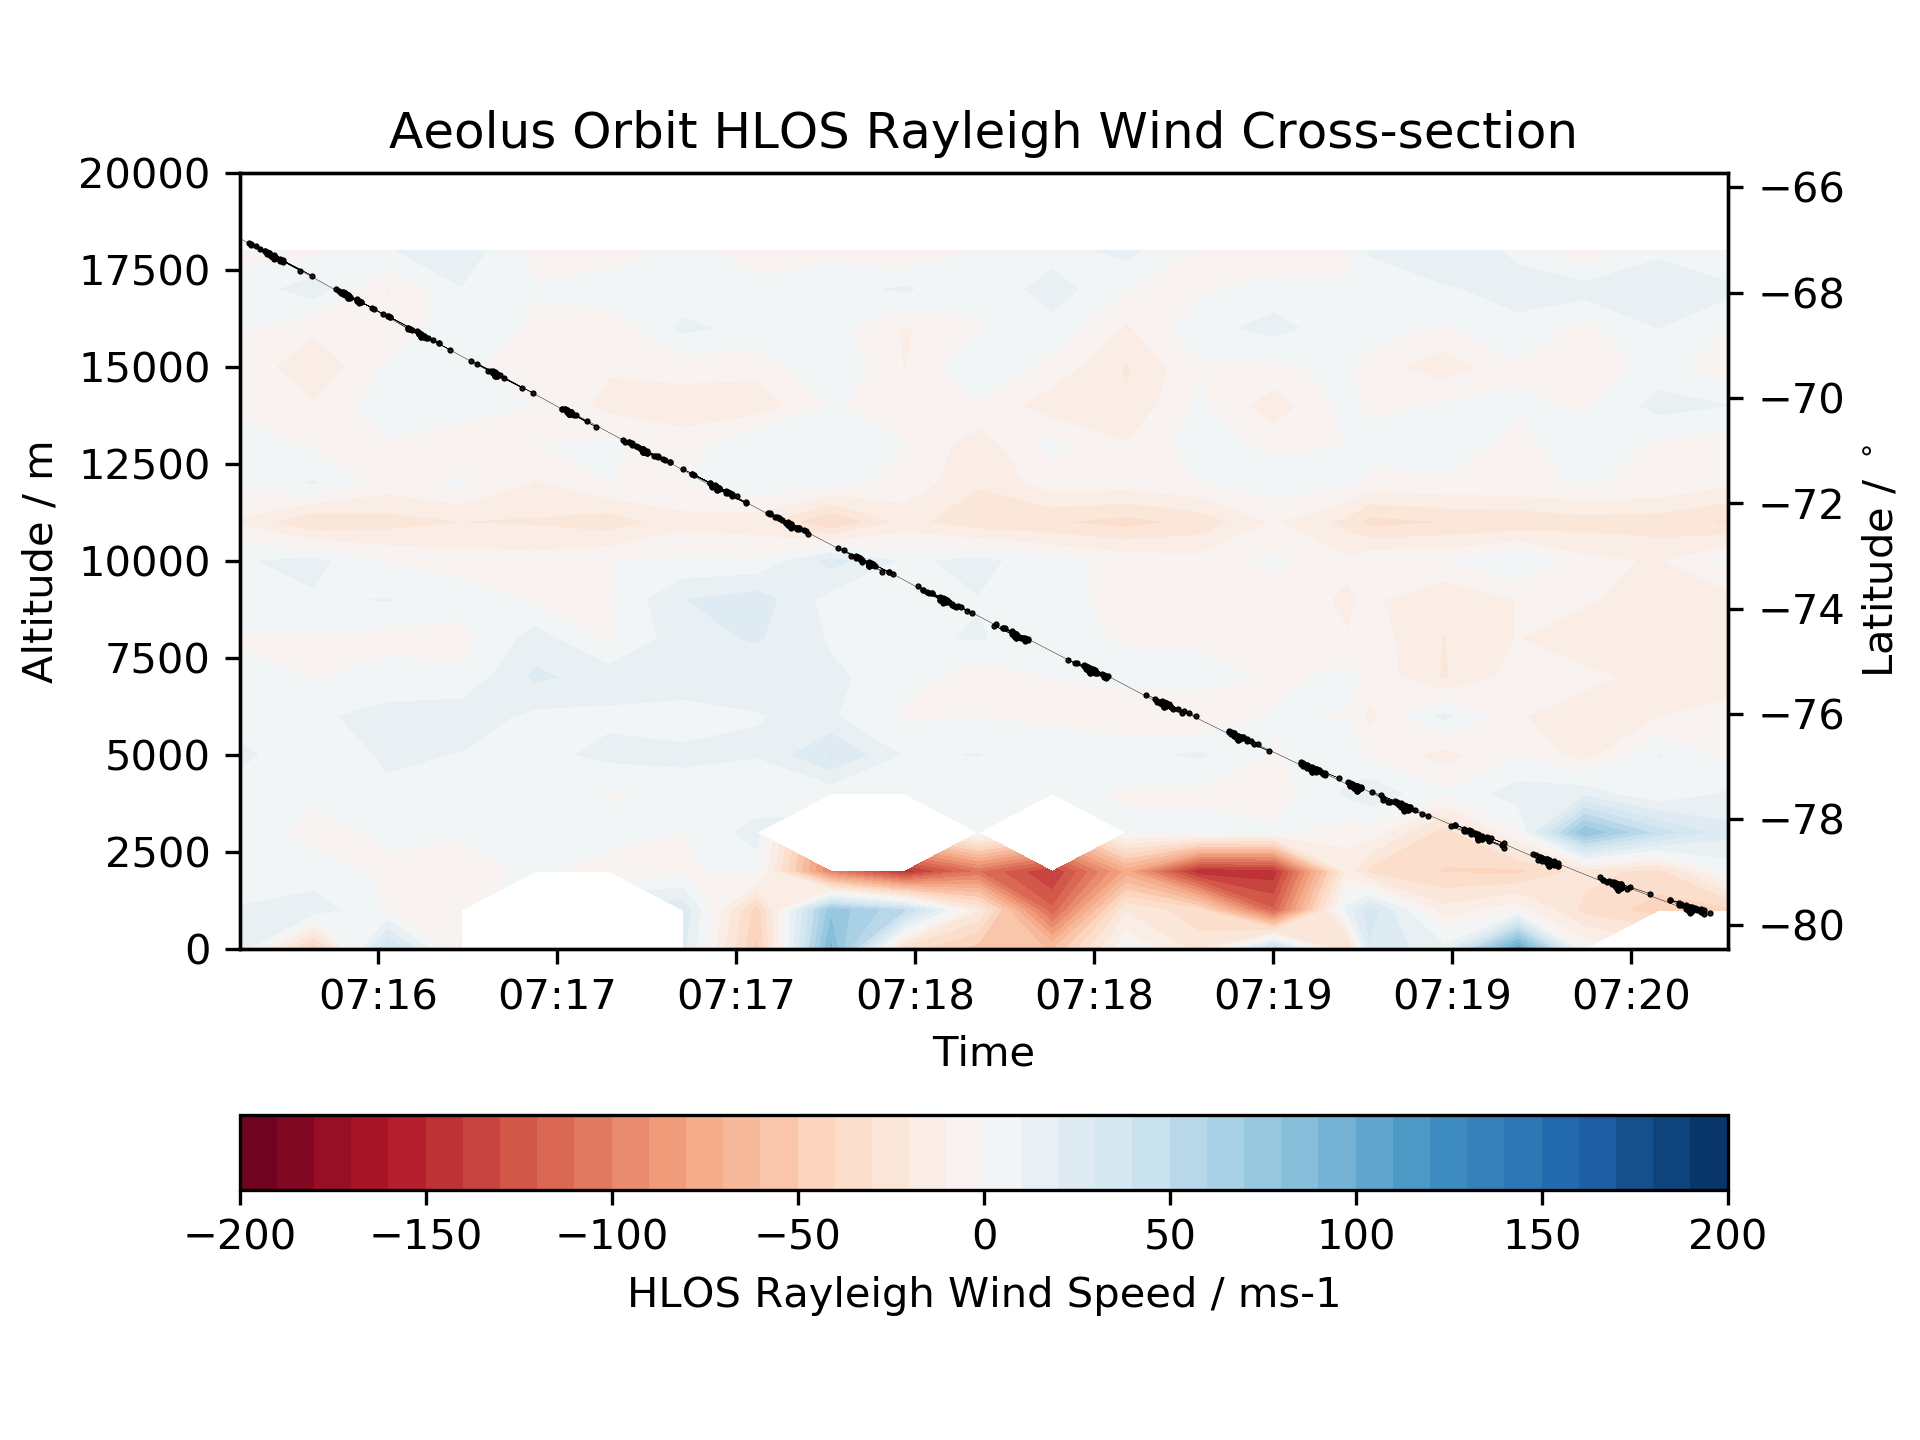 Aeolus Orbit HLOS Rayleigh Wind Cross-section
20000
17500
15000
12500
10000
7500
5000
2500
0
Altitude / m
−66
−68
−70
−72
−74
−76
−78
−80
Latitude / °
07:16 07:17 07:17 07:18 07:18 07:19 07:19 07:20
Time
−200 −150 −100 −50 0 50 100 150 200
HLOS Rayleigh Wind Speed / ms-1